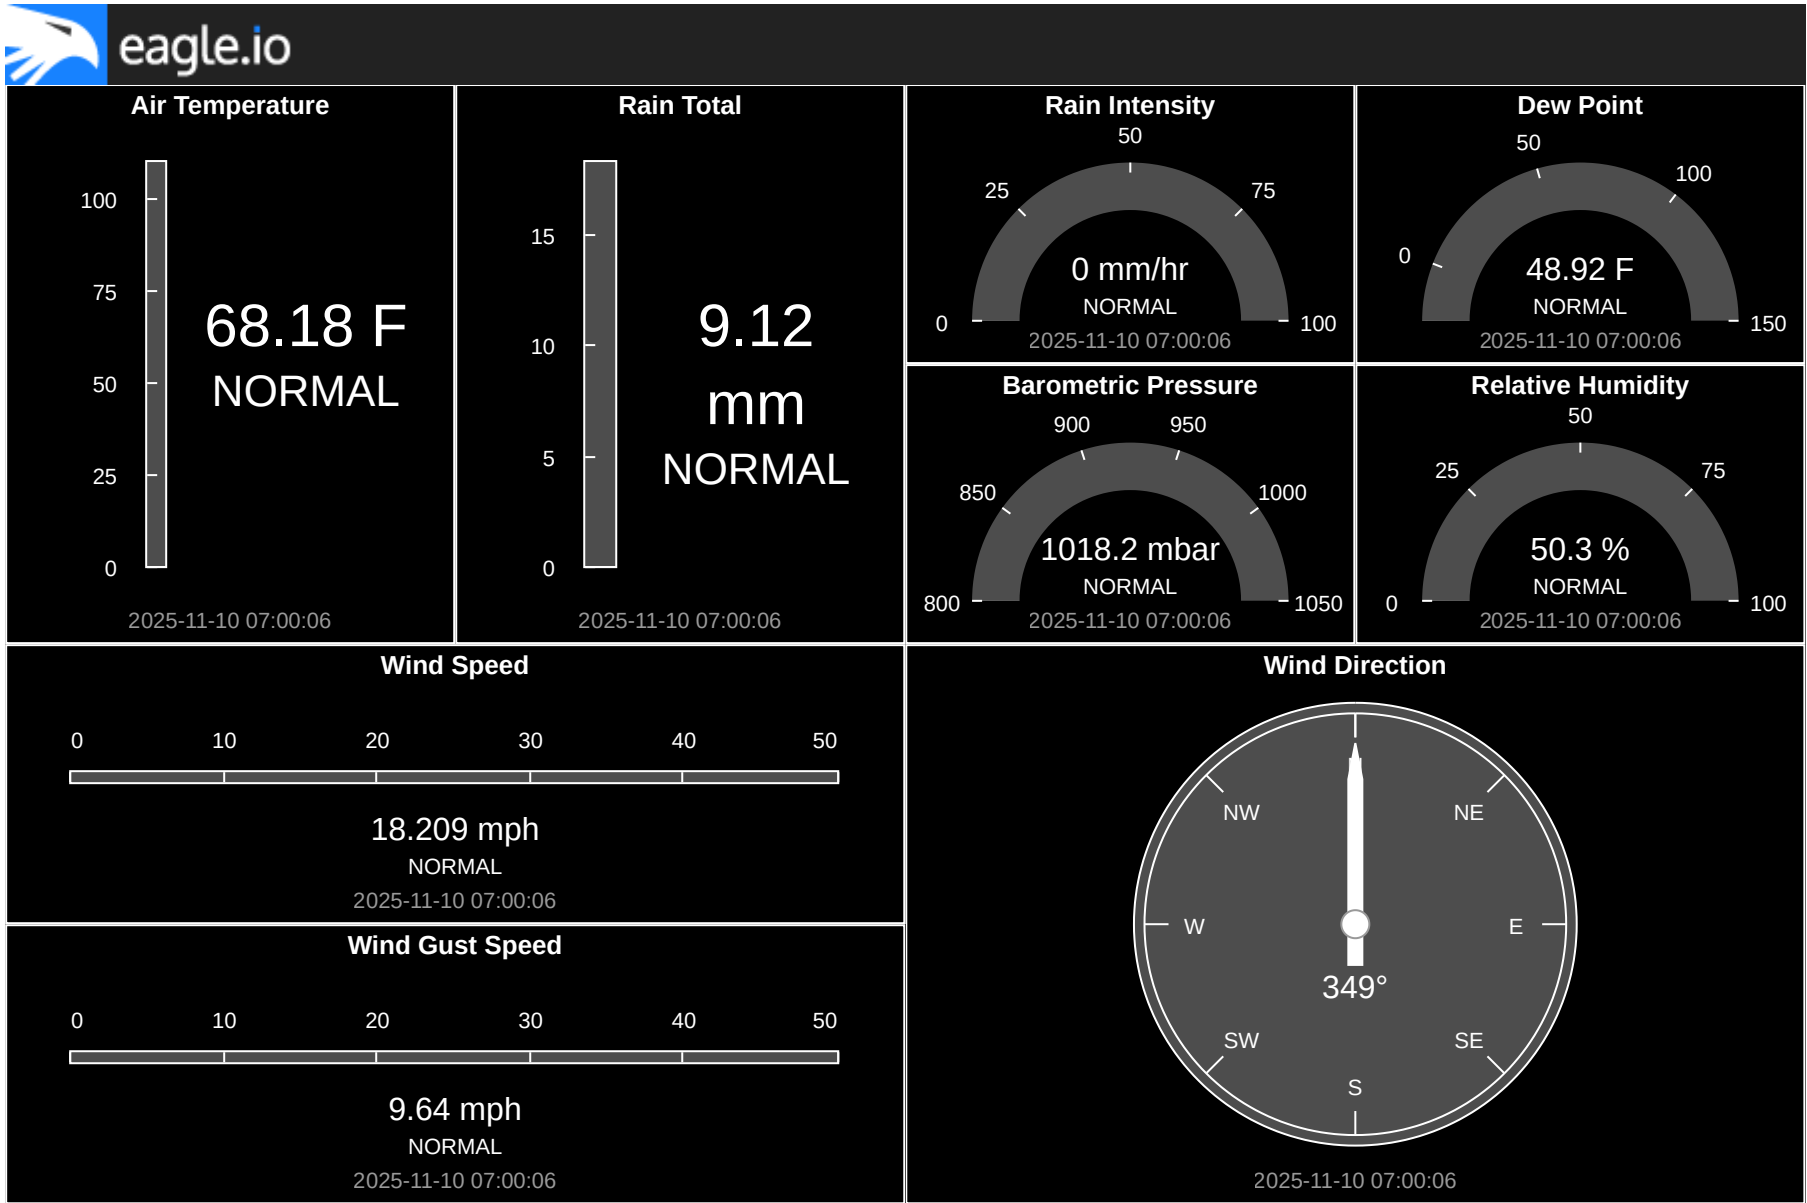 eagle.io
Air Temperature
100
75
50
25
0
68.18 F
NORMAL
2025-11-10 07:00:06
Rain Total
15
10
5
0
9.12
mm
NORMAL
2025-11-10 07:00:06
Rain Intensity
50
25
75
0
100
0 mm/hr
NORMAL
2025-11-10 07:00:06
Dew Point
50
100
0
150
48.92 F
NORMAL
2025-11-10 07:00:06
Barometric Pressure
900
950
850
1000
800
1050
1018.2 mbar
NORMAL
2025-11-10 07:00:06
Relative Humidity
50
25
75
0
100
50.3 %
NORMAL
2025-11-10 07:00:06
Wind Speed
0 10 20 30 40 50
18.209 mph
NORMAL
2025-11-10 07:00:06
Wind Gust Speed
0 10 20 30 40 50
9.64 mph
NORMAL
2025-11-10 07:00:06
Wind Direction
NW NE
W E
349°
SW SE
S
2025-11-10 07:00:06